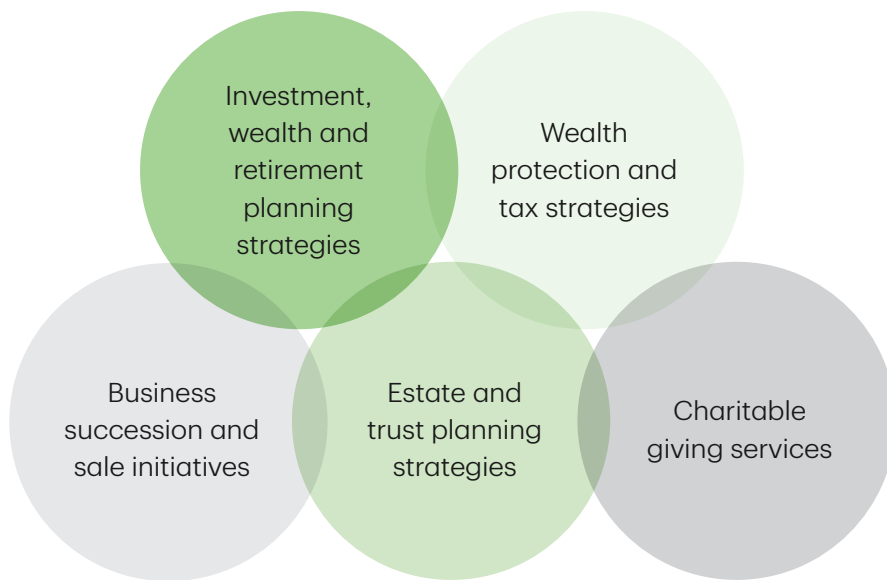 Investment,
wealth and
retirement
planning
strategies
Wealth
protection and
tax strategies
Business
succession and
sale initiatives
Estate and
trust planning
strategies
Charitable
giving services